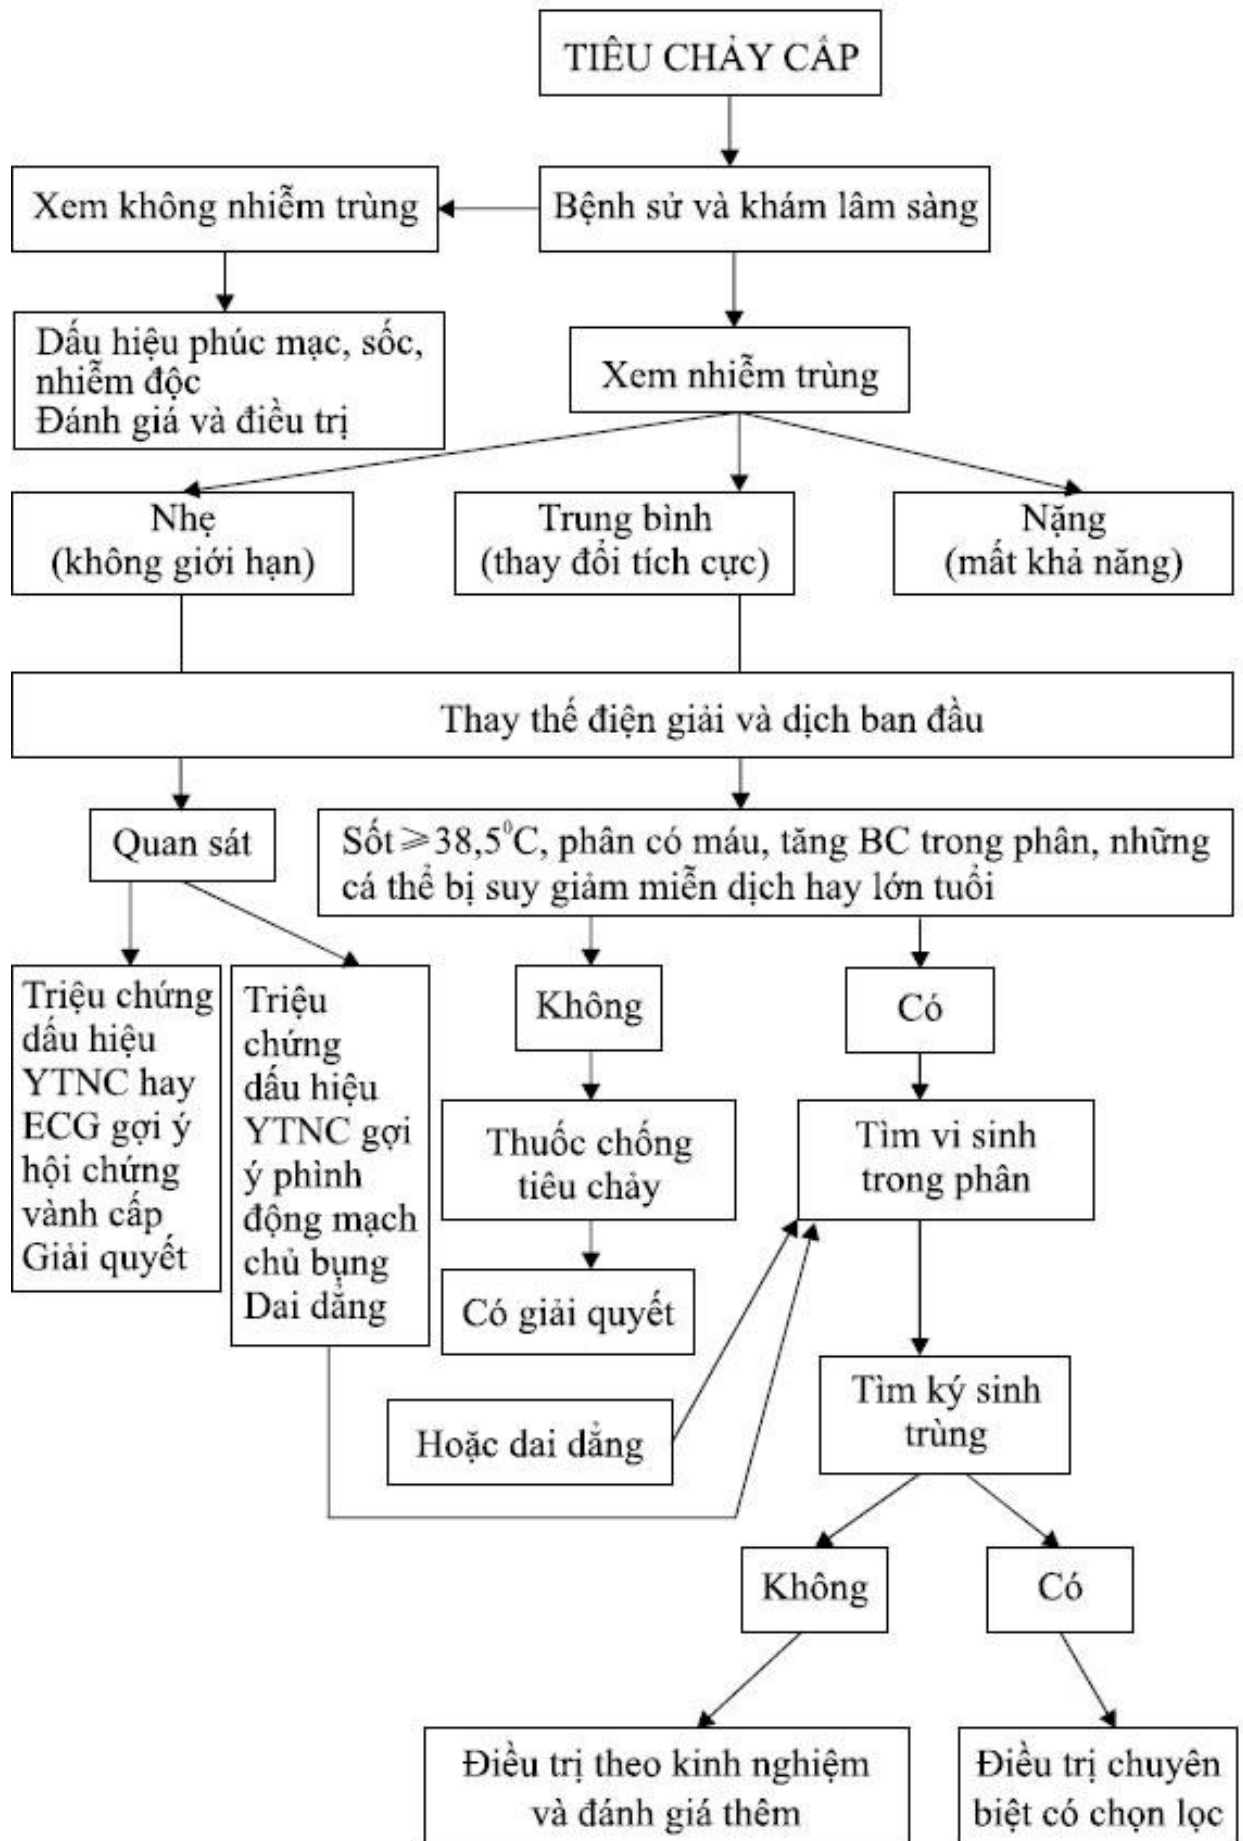 TIÊU CHẢY CẤP
Xem không nhiễm trùng
Bệnh sử và khám lâm sàng
Dấu hiệu phúc mạc, sốc,
nhiễm độc
Đánh giá và điều trị
Xem nhiễm trùng
Nhẹ
(không giới hạn)
Trung bình
(thay đổi tích cực)
Nặng
(mất khả năng)
Thay thế điện giải và dịch ban đầu
Quan sát
Sốt ⩾ 38,5⁰C, phân có máu, tăng BC trong phân, những
cá thể bị suy giảm miễn dịch hay lớn tuổi
Triệu chứng
dấu hiệu
YTNC hay
ECG gợi ý
hội chứng
vành cấp
Giải quyết
Triệu
chứng
dấu hiệu
YTNC gợi
ý phình
động mạch
chủ bụng
Dai dẳng
Không
Có
Thuốc chống
tiêu chảy
Tìm vi sinh
trong phân
Có giải quyết
Hoặc dai dẳng
Tìm ký sinh
trùng
Không
Có
Điều trị theo kinh nghiệm
và đánh giá thêm
Điều trị chuyên
biệt có chọn lọc